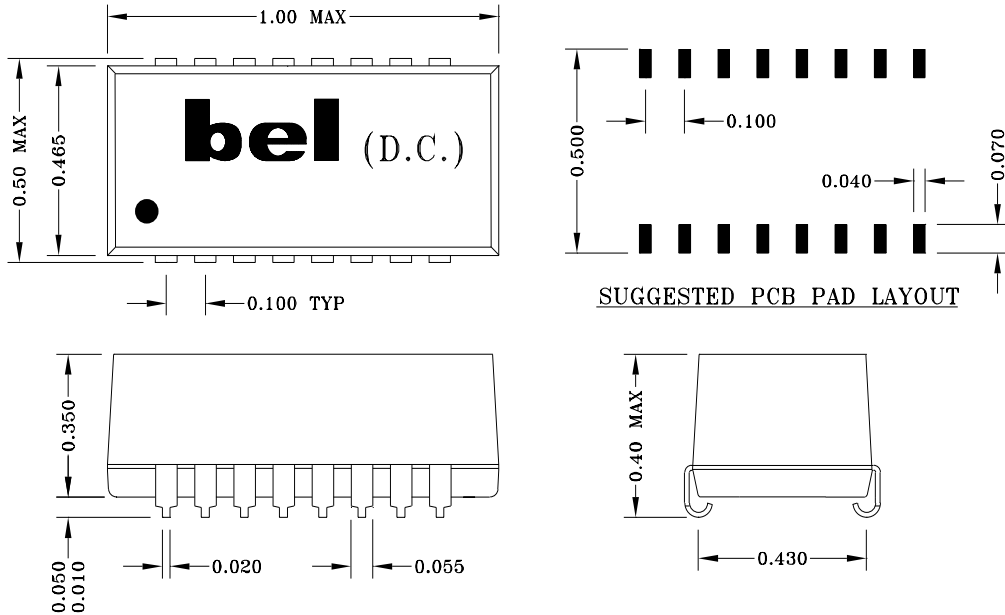 1.00 MAX
0.50 MAX
0.465
bel (D.C.)
0.100 TYP
0.500
0.100
0.040
0.070
SUGGESTED PCB PAD LAYOUT
0.350
0.050
0.010
0.020
0.055
0.40 MAX
0.430